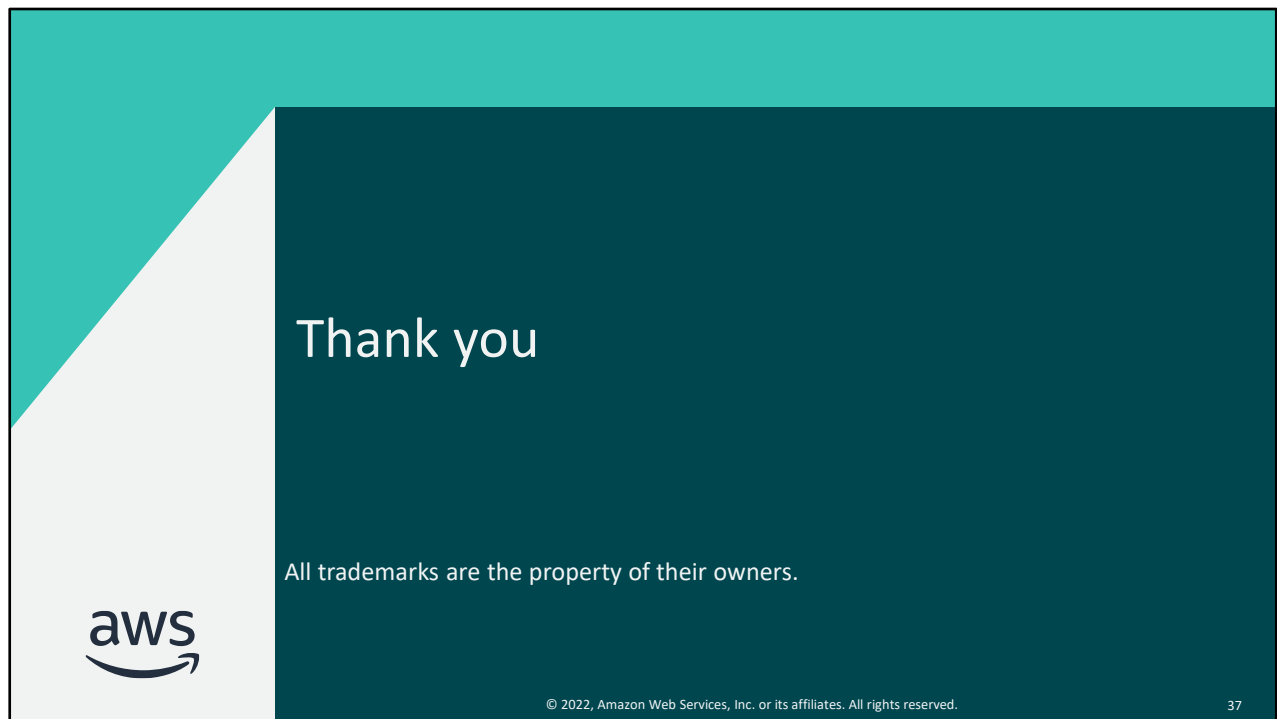 Thank you
All trademarks are the property of their owners.
aws
© 2022, Amazon Web Services, Inc. or its affiliates. All rights reserved.
37